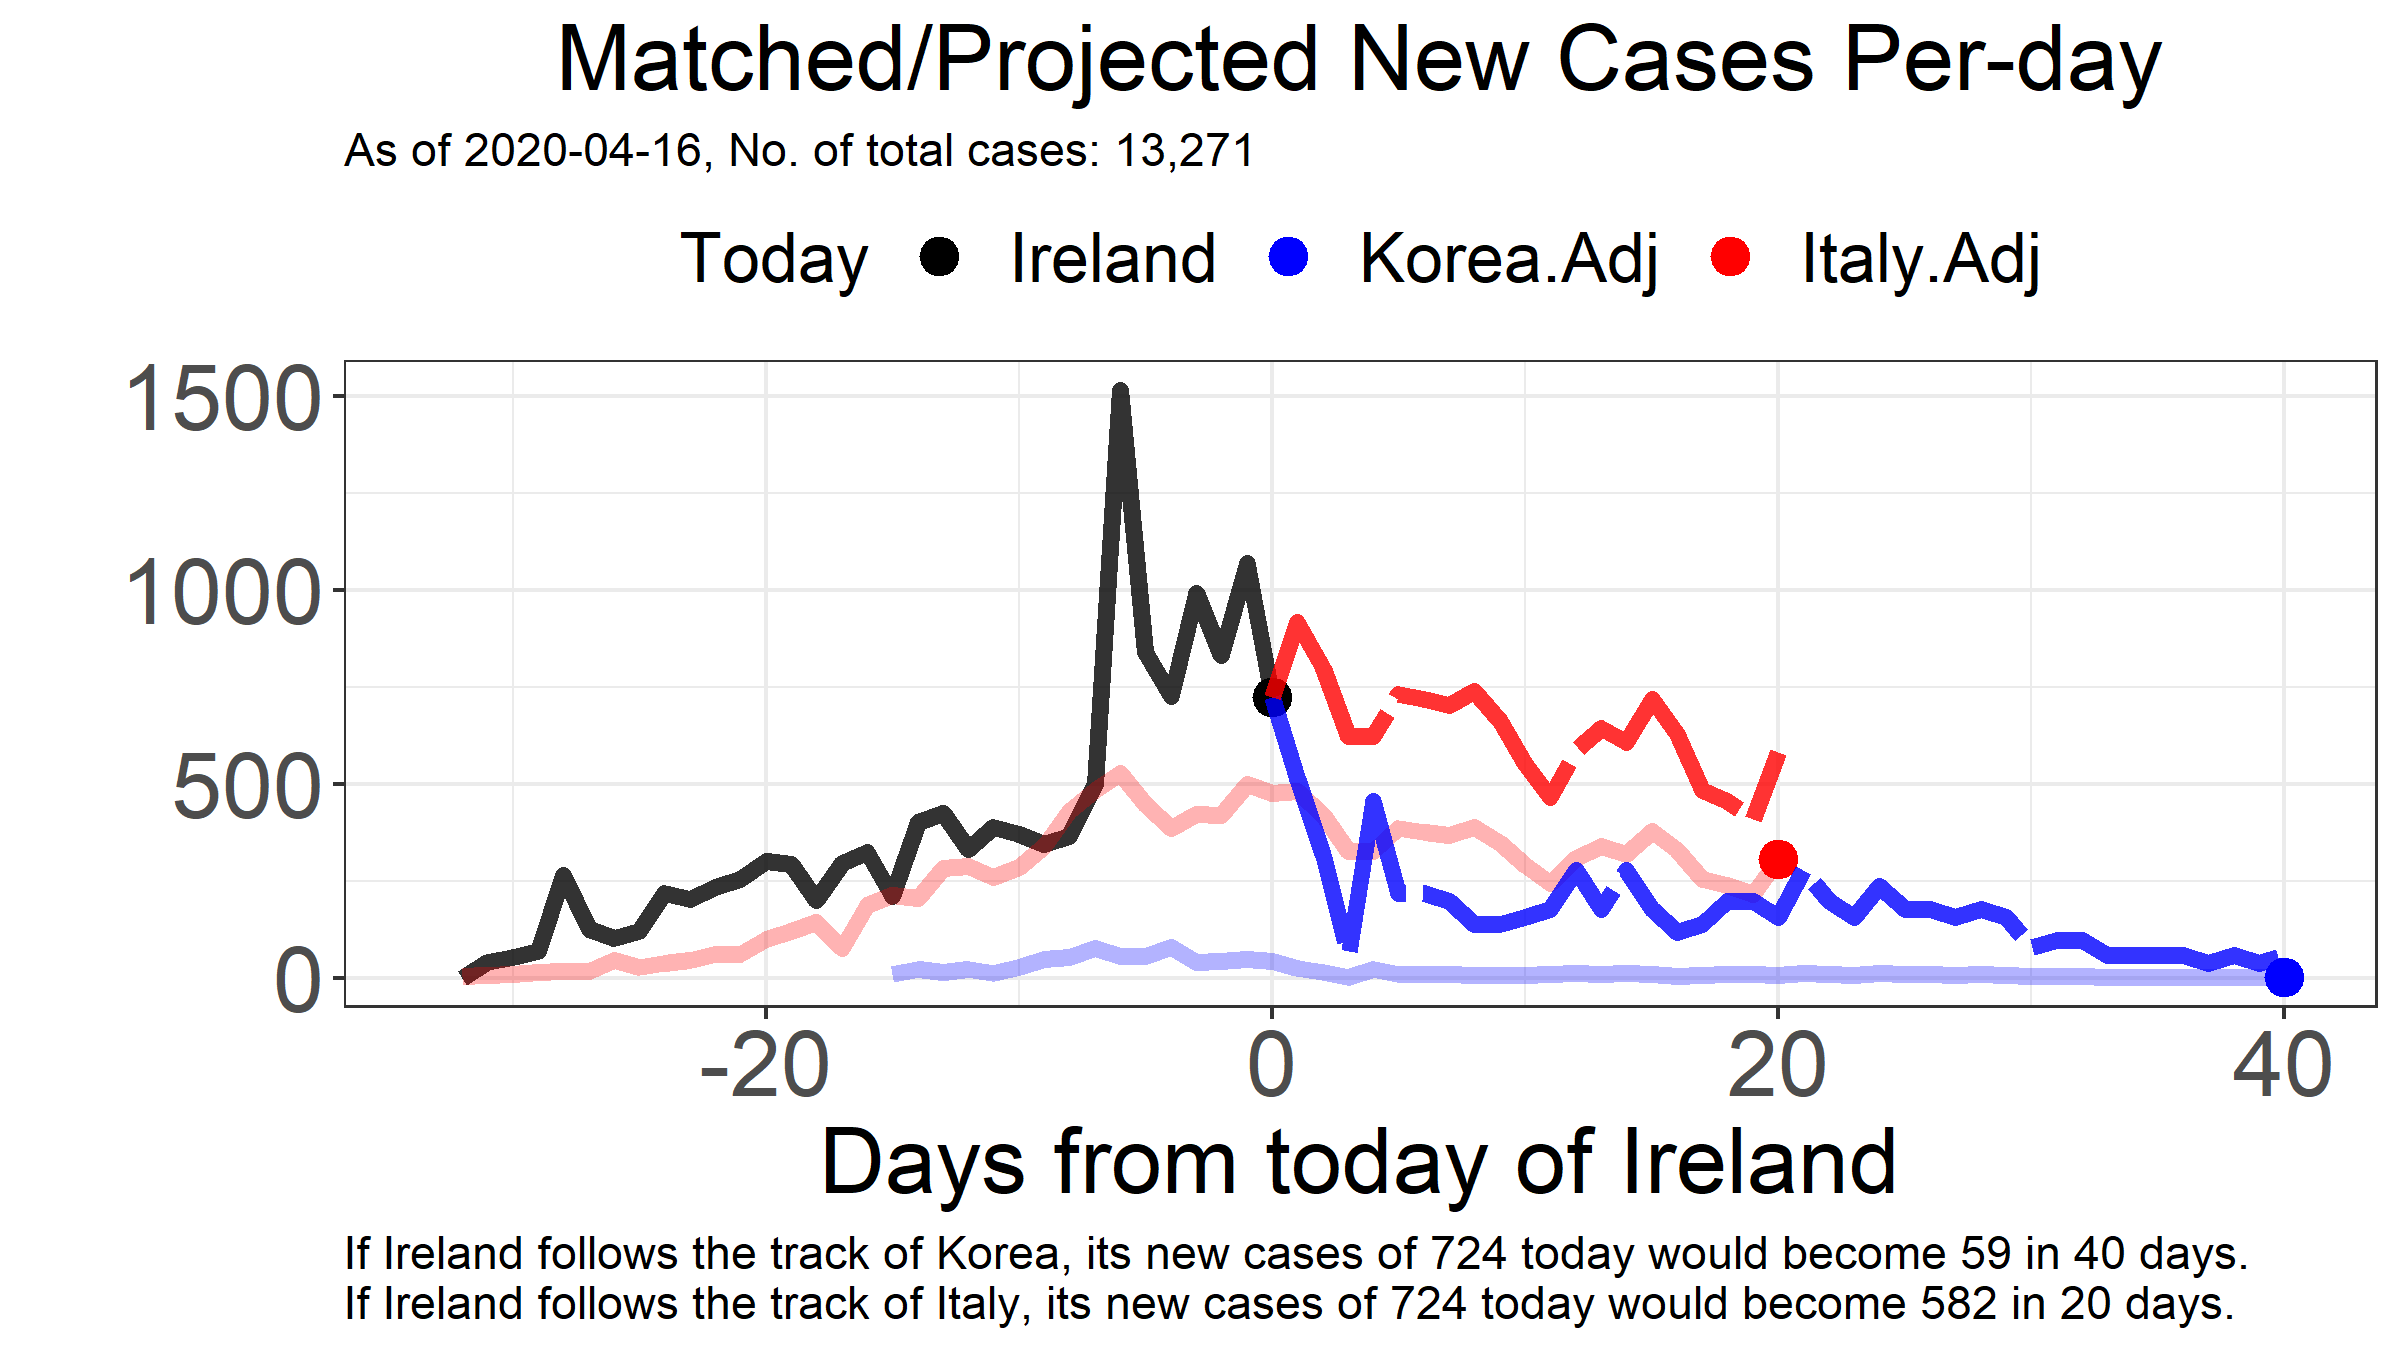 Matched/Projected New Cases Per-day
As of 2020-04-16, No. of total cases: 13,271
Today Ireland Korea.Adj Italy.Adj
1500
1000
500
0
-20 0 20 40
Days from today of Ireland
If Ireland follows the track of Korea, its new cases of 724 today would become 59 in 40 days.
If Ireland follows the track of Italy, its new cases of 724 today would become 582 in 20 days.